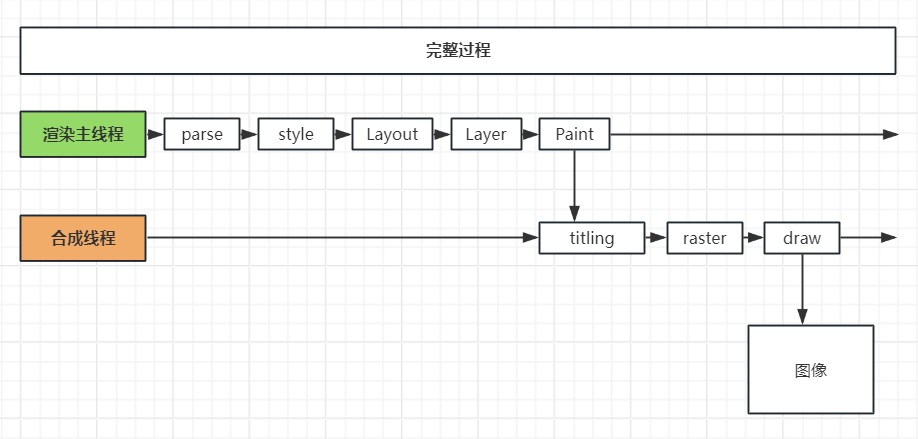 完整过程
渲染主线程
parse
style
Layout
Layer
Paint
合成线程
titling
raster
draw
图像